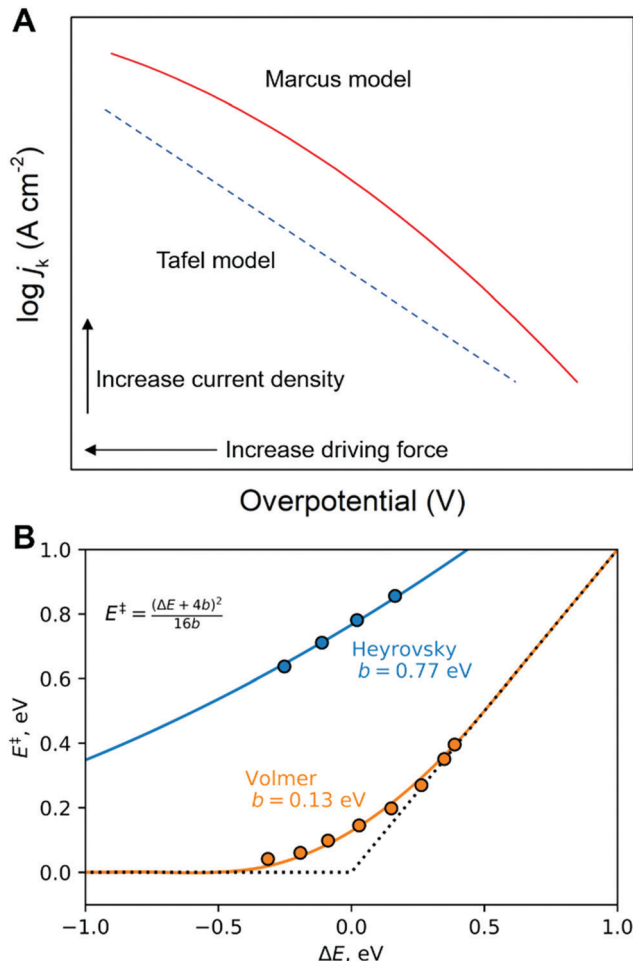 A
Marcus model
Tafel model
Increase current density
Increase driving force
log jₖ (A cm⁻²)
Overpotential (V)
B
1.0
0.8
0.6
0.4
0.2
0.0
E‡, eV
E‡ = (ΔE + 4b)² / 16b
Heyrovsky
b = 0.77 eV
Volmer
b = 0.13 eV
−1.0 −0.5 0.0 0.5 1.0
ΔE, eV